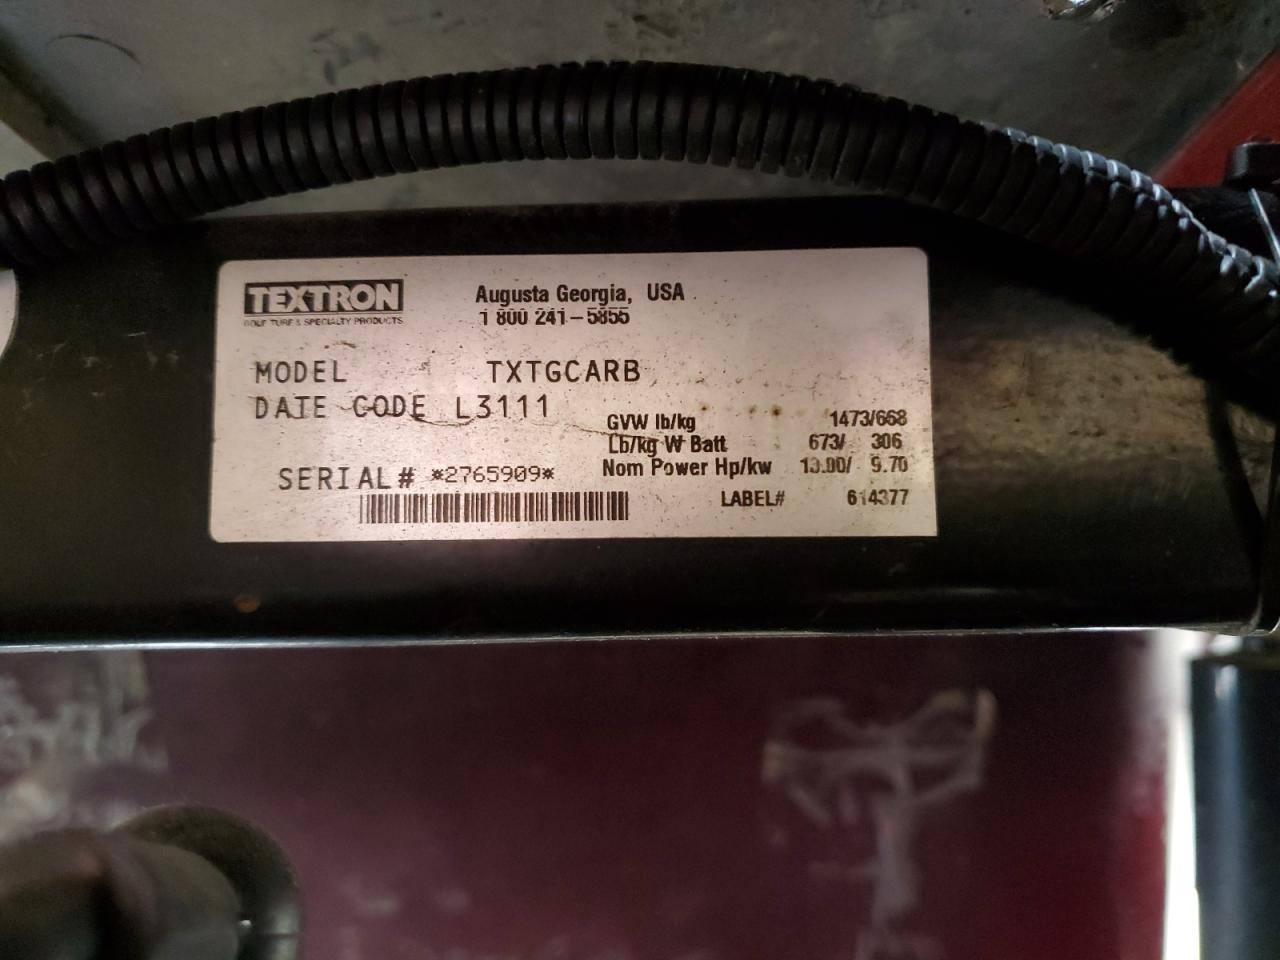 TEXTRON
GOLF TURF & SPECIALTY PRODUCTS
Augusta Georgia, USA
1 800 241-5855
MODEL TXTGCARB
DATE CODE L3111
GVW lb/kg 1473/668
Lb/kg W Batt 673/ 306
Nom Power Hp/kw 13.00/ 9.70
SERIAL# *2765909*
LABEL# 614377